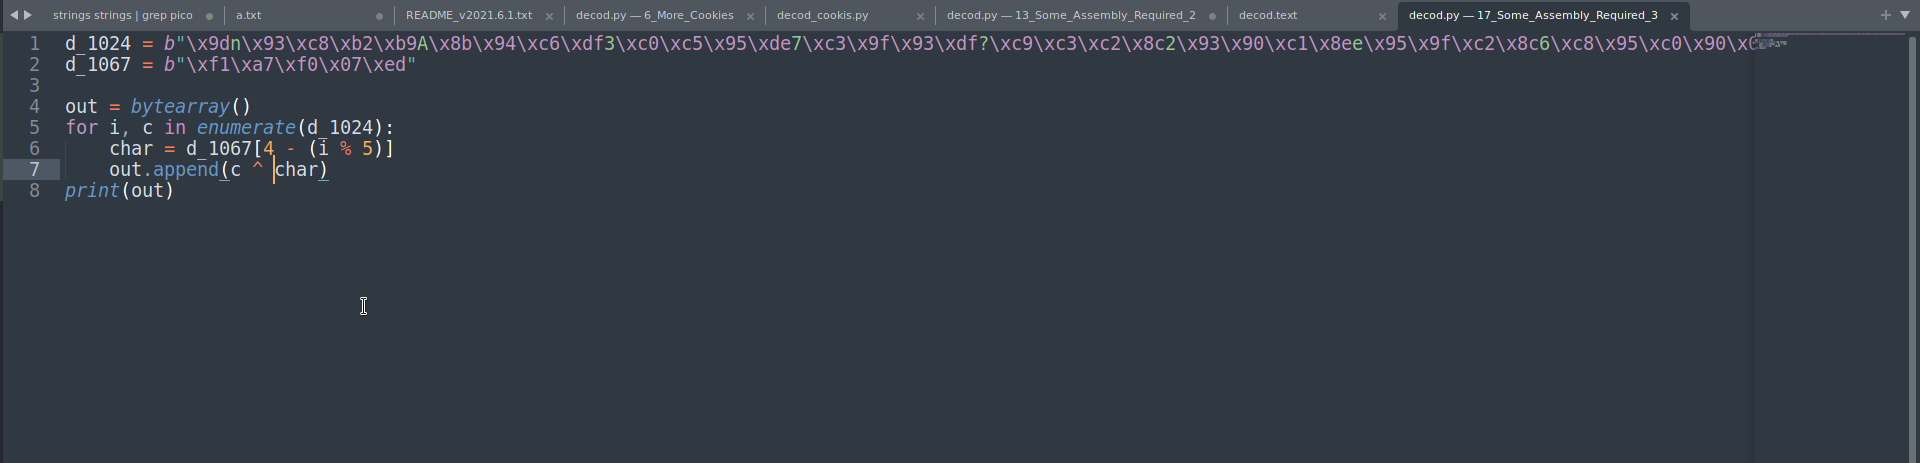 strings strings | grep pico a.txt README_v2021.6.1.txt decod.py — 6_More_Cookies decod_cookis.py decod.py — 13_Some_Assembly_Required_2 decod.text decod.py — 17_Some_Assembly_Required_3
1 d_1024 = b"\x9dn\x93\xc8\xb2\xb9A\x8b\x94\xc6\xdf3\xc0\xc5\x95\xde7\xc3\x9f\x93\xdf?\xc9\xc3\xc2\x8c2\x93\x90\xc1\x8ee\x95\x9f\xc2\x8c6\xc8\x95\xc0\x90\x
2 d_1067 = b"\xf1\xa7\xf0\x07\xed"
3
4 out = bytearray()
5 for i, c in enumerate(d_1024):
6 char = d_1067[4 - (i % 5)]
7 out.append(c ^ char)
8 print(out)